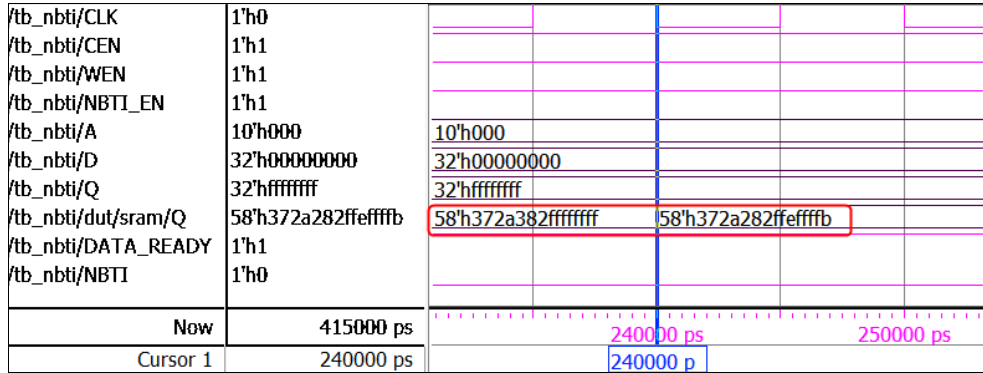 /tb_nbti/CLK 1'h0
/tb_nbti/CEN 1'h1
/tb_nbti/WEN 1'h1
/tb_nbti/NBTI_EN 1'h1
/tb_nbti/A 10'h000 10'h000
/tb_nbti/D 32'h00000000 32'h00000000
/tb_nbti/Q 32'hffffffff 32'hffffffff
/tb_nbti/dut/sram/Q 58'h372a282ffeffffb 58'h372a382ffffffff 58'h372a282ffeffffb
/tb_nbti/DATA_READY 1'h1
/tb_nbti/NBTI 1'h0
Now 415000 ps 240000 ps 250000 ps
Cursor 1 240000 ps 240000 p